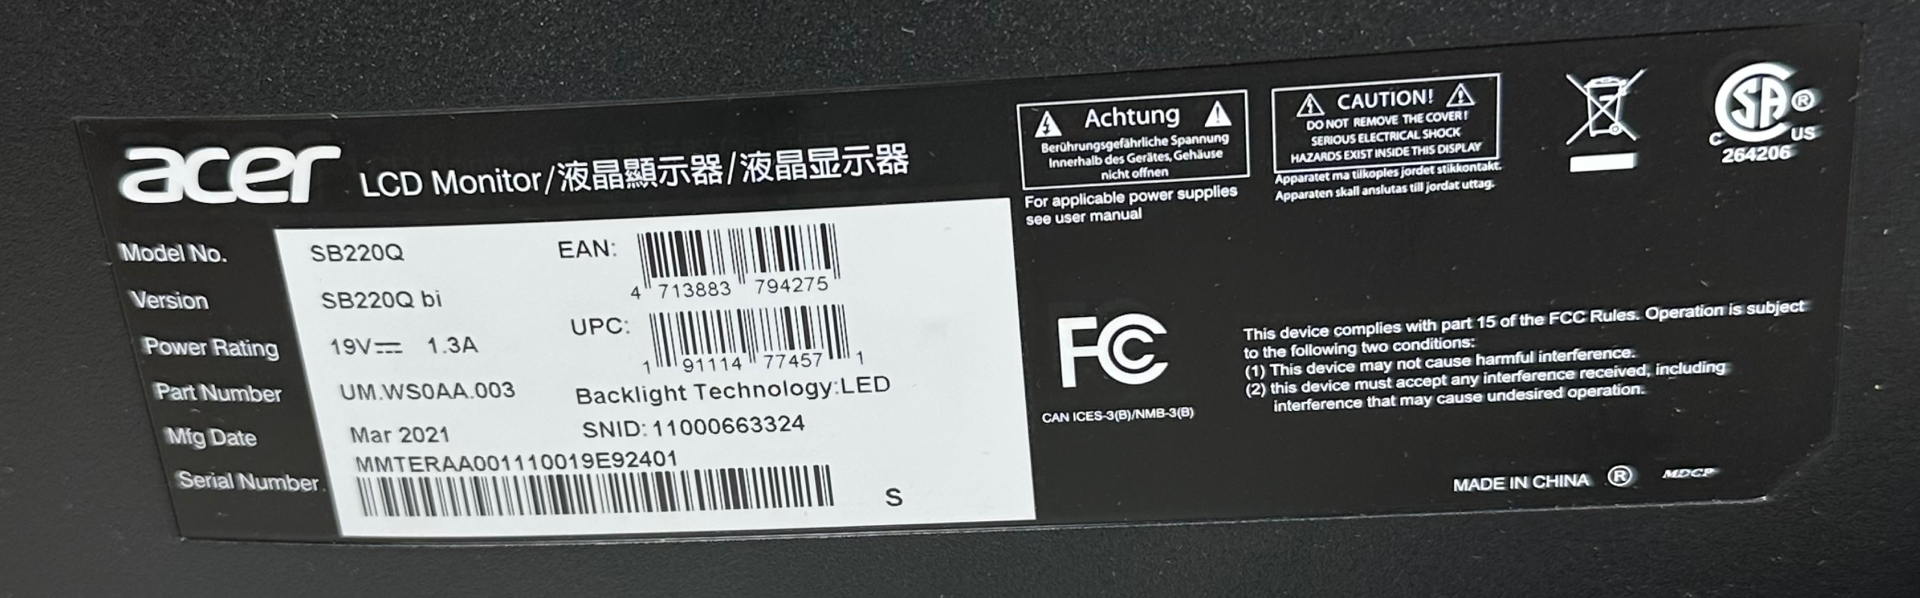 acer LCD Monitor/液晶顯示器/液晶显示器
Model No. SB220Q
Version SB220Q bi
Power Rating 19V⎓ 1.3A
Part Number UM.WS0AA.003
Mfg Date Mar 2021
Serial Number MMTERAA001110019E92401
EAN:
4 713883 794275
UPC:
1 91114 77457 1
Backlight Technology:LED
SNID:11000663324
S
Achtung
Berührungsgefährliche Spannung
Innerhalb des Gerätes, Gehäuse
nicht offnen
For applicable power supplies
see user manual
CAUTION!
DO NOT REMOVE THE COVER!
SERIOUS ELECTRICAL SHOCK
HAZARDS EXIST INSIDE THIS DISPLAY
Apparatet ma tilkoples jordet stikkontakt.
Apparaten skall anslutas till jordat uttag.
CSA®
C US
264206
FC
CAN ICES-3(B)/NMB-3(B)
This device complies with part 15 of the FCC Rules. Operation is subject
to the following two conditions:
(1) This device may not cause harmful interference.
(2) this device must accept any interference received, including
interference that may cause undesired operation.
MADE IN CHINA ® MDCP